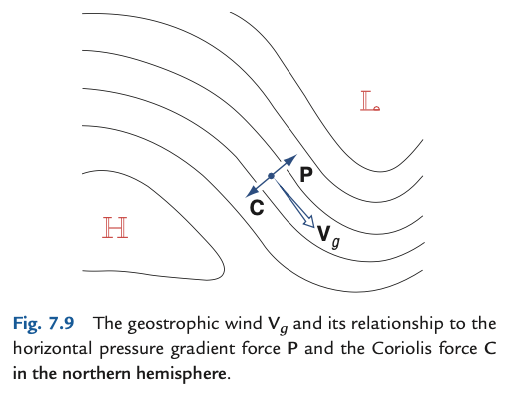 L
P
C
H
Vg
Fig. 7.9 The geostrophic wind Vg and its relationship to the
horizontal pressure gradient force P and the Coriolis force C
in the northern hemisphere.